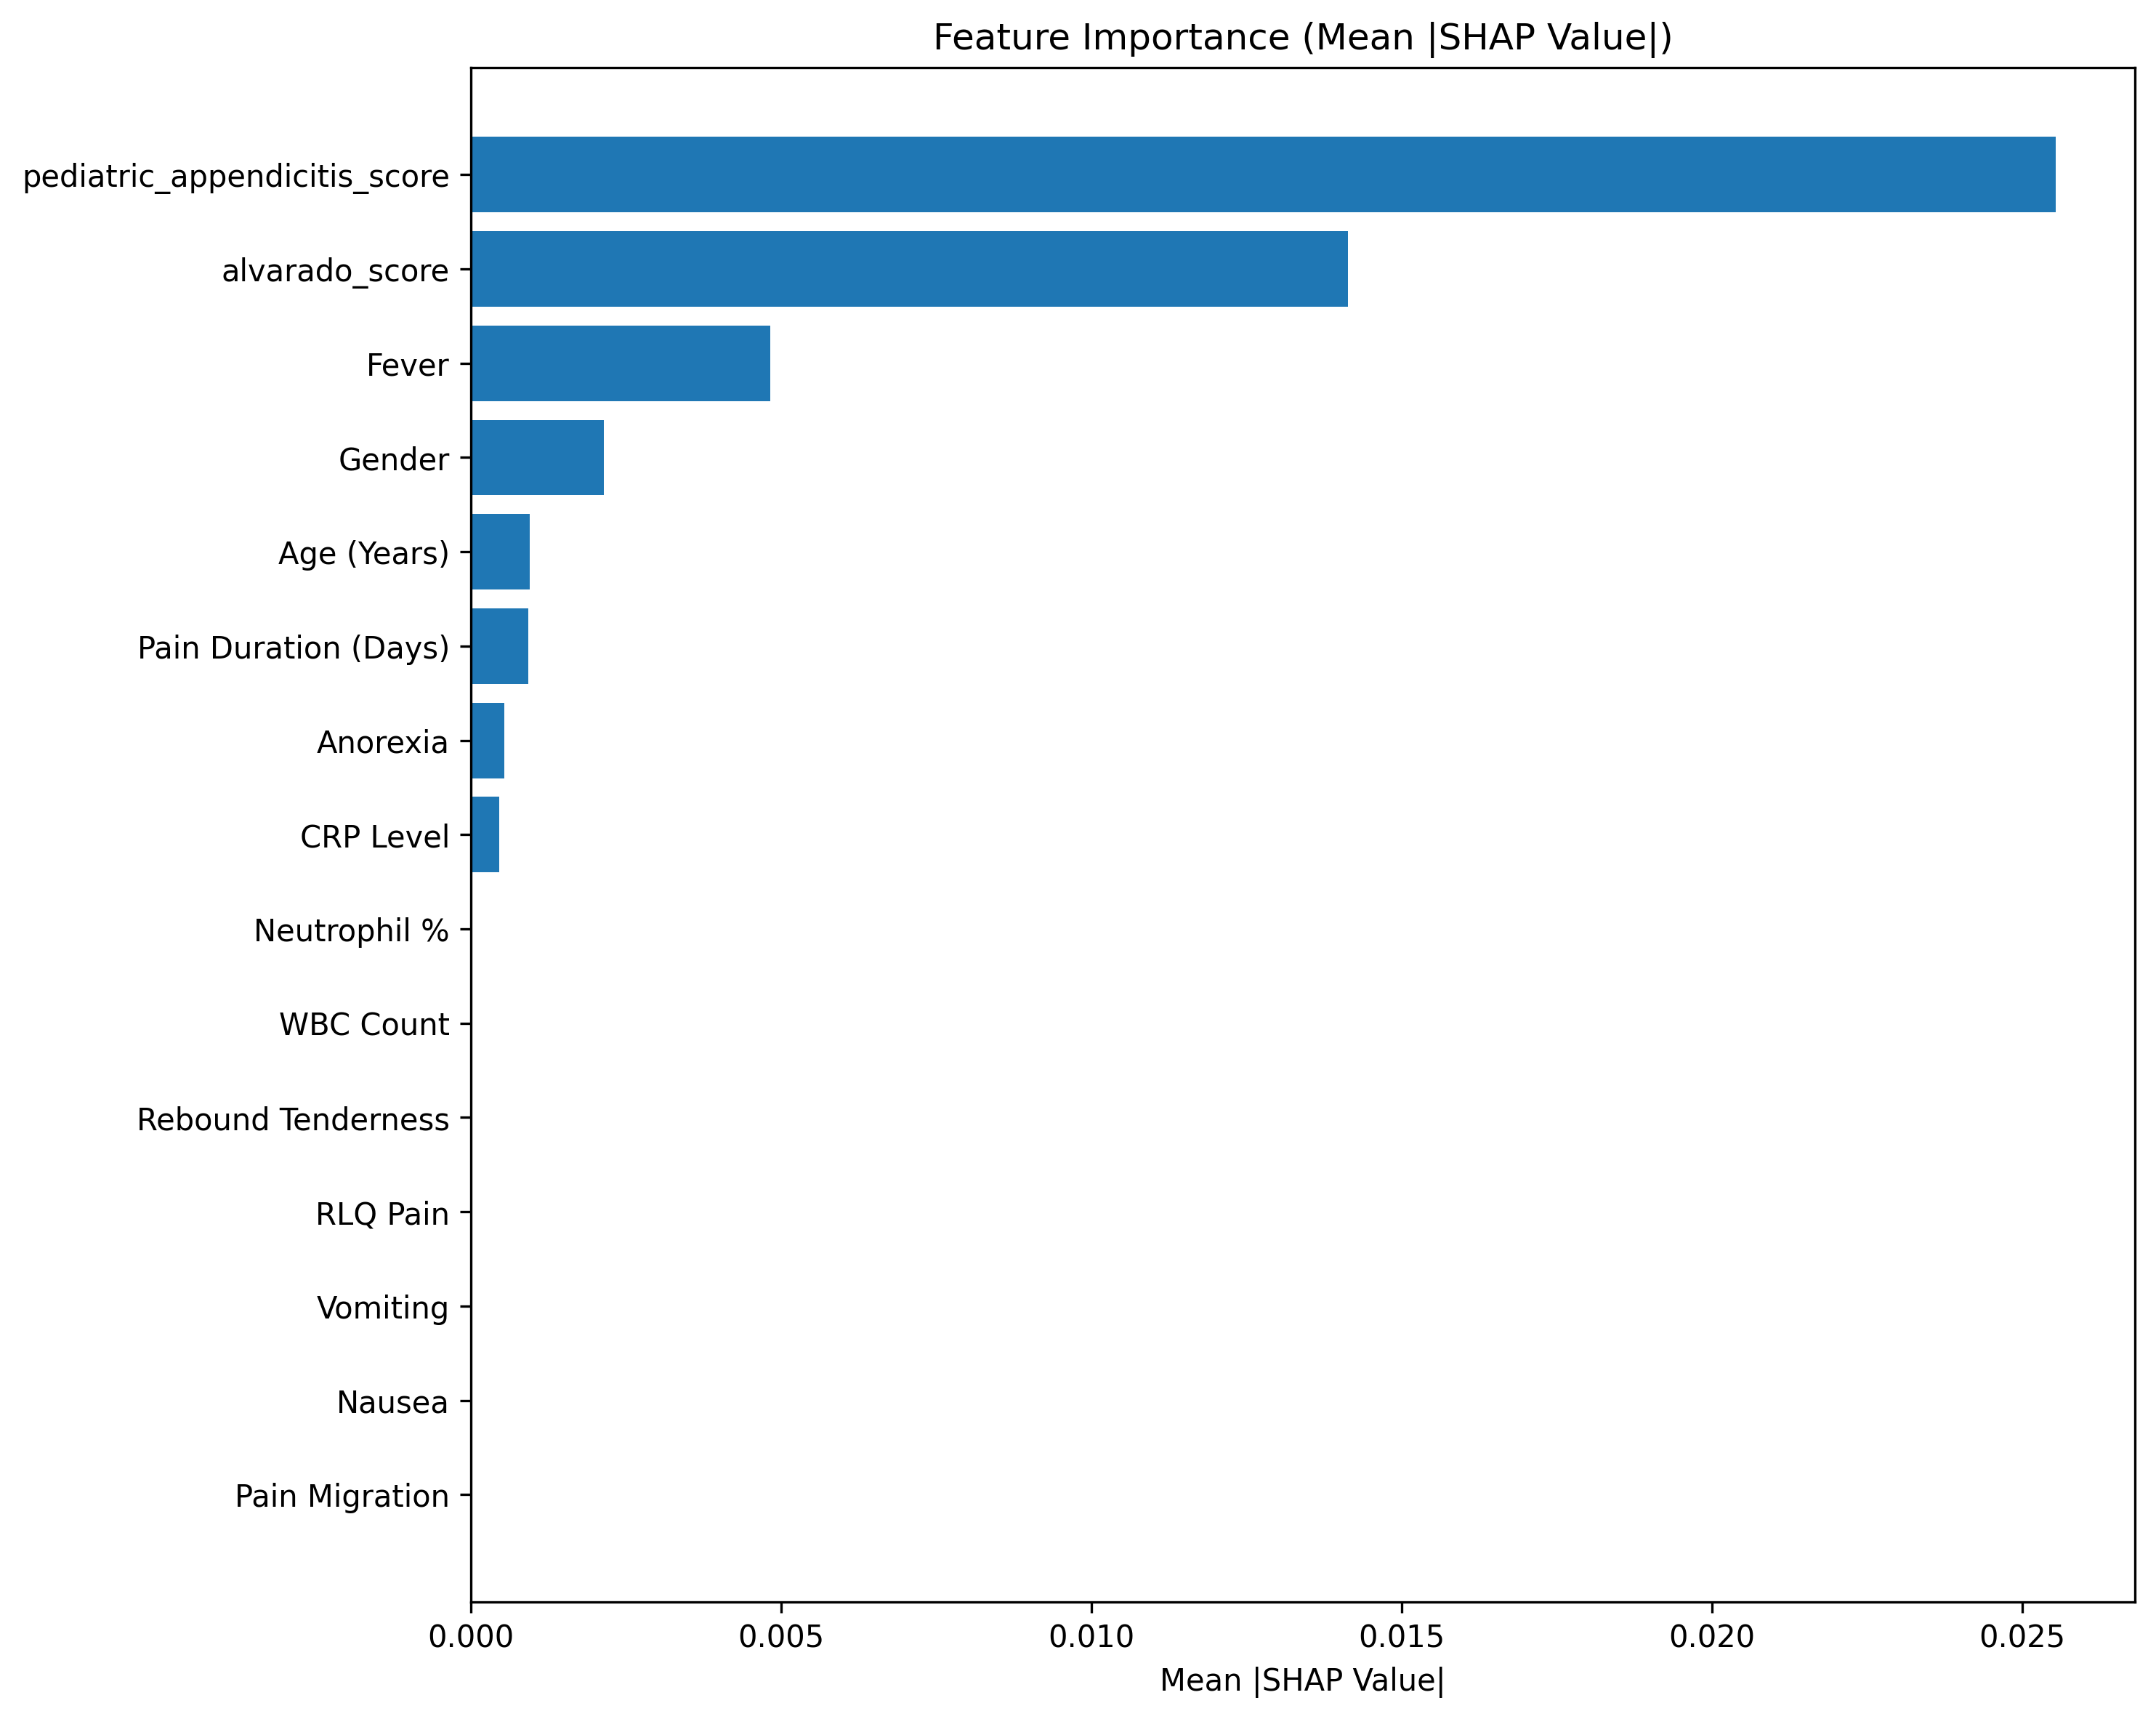 Feature Importance (Mean |SHAP Value|)
pediatric_appendicitis_score
alvarado_score
Fever
Gender
Age (Years)
Pain Duration (Days)
Anorexia
CRP Level
Neutrophil %
WBC Count
Rebound Tenderness
RLQ Pain
Vomiting
Nausea
Pain Migration
0.000 0.005 0.010 0.015 0.020 0.025
Mean |SHAP Value|